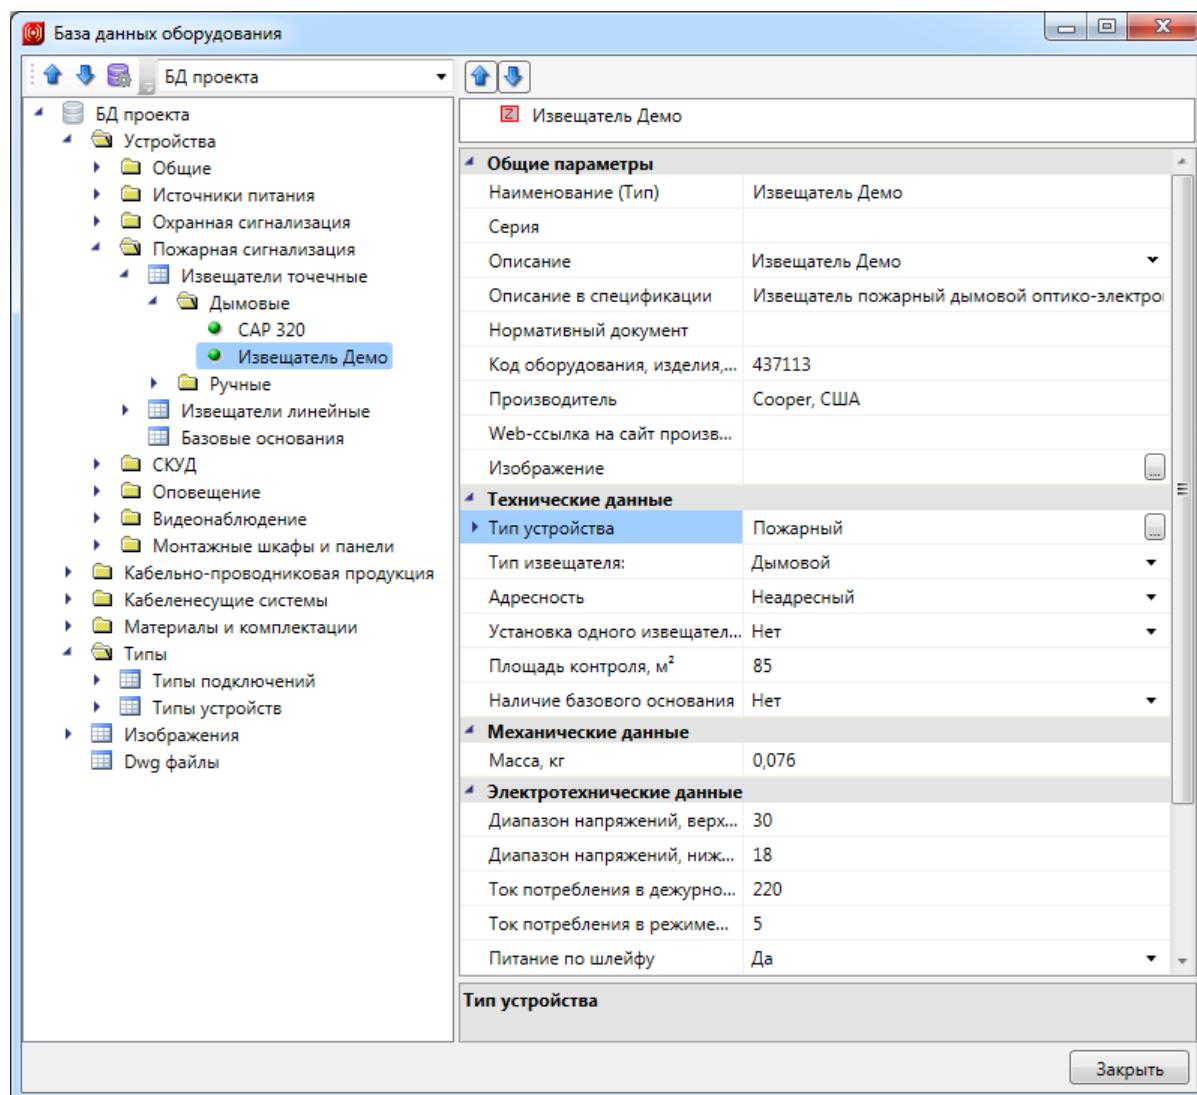 База данных оборудования
БД проекта
БД проекта
Устройства
Общие
Источники питания
Охранная сигнализация
Пожарная сигнализация
Извещатели точечные
Дымовые
CAP 320
Извещатель Демо
Ручные
Извещатели линейные
Базовые основания
СКУД
Оповещение
Видеонаблюдение
Монтажные шкафы и панели
Кабельно-проводниковая продукция
Кабеленесущие системы
Материалы и комплектации
Типы
Типы подключений
Типы устройств
Изображения
Dwg файлы
Извещатель Демо
Общие параметры
Наименование (Тип) Извещатель Демо
Серия
Описание Извещатель Демо
Описание в спецификации Извещатель пожарный дымовой оптико-электро
Нормативный документ
Код оборудования, изделия,... 437113
Производитель Cooper, США
Web-ссылка на сайт произв...
Изображение ...
Технические данные
Тип устройства Пожарный ...
Тип извещателя: Дымовой
Адресность Неадресный
Установка одного извещател... Нет
Площадь контроля, м² 85
Наличие базового основания Нет
Механические данные
Масса, кг 0,076
Электротехнические данные
Диапазон напряжений, верх... 30
Диапазон напряжений, ниж... 18
Ток потребления в дежурно... 220
Ток потребления в режиме... 5
Питание по шлейфу Да
Тип устройства
Закрыть